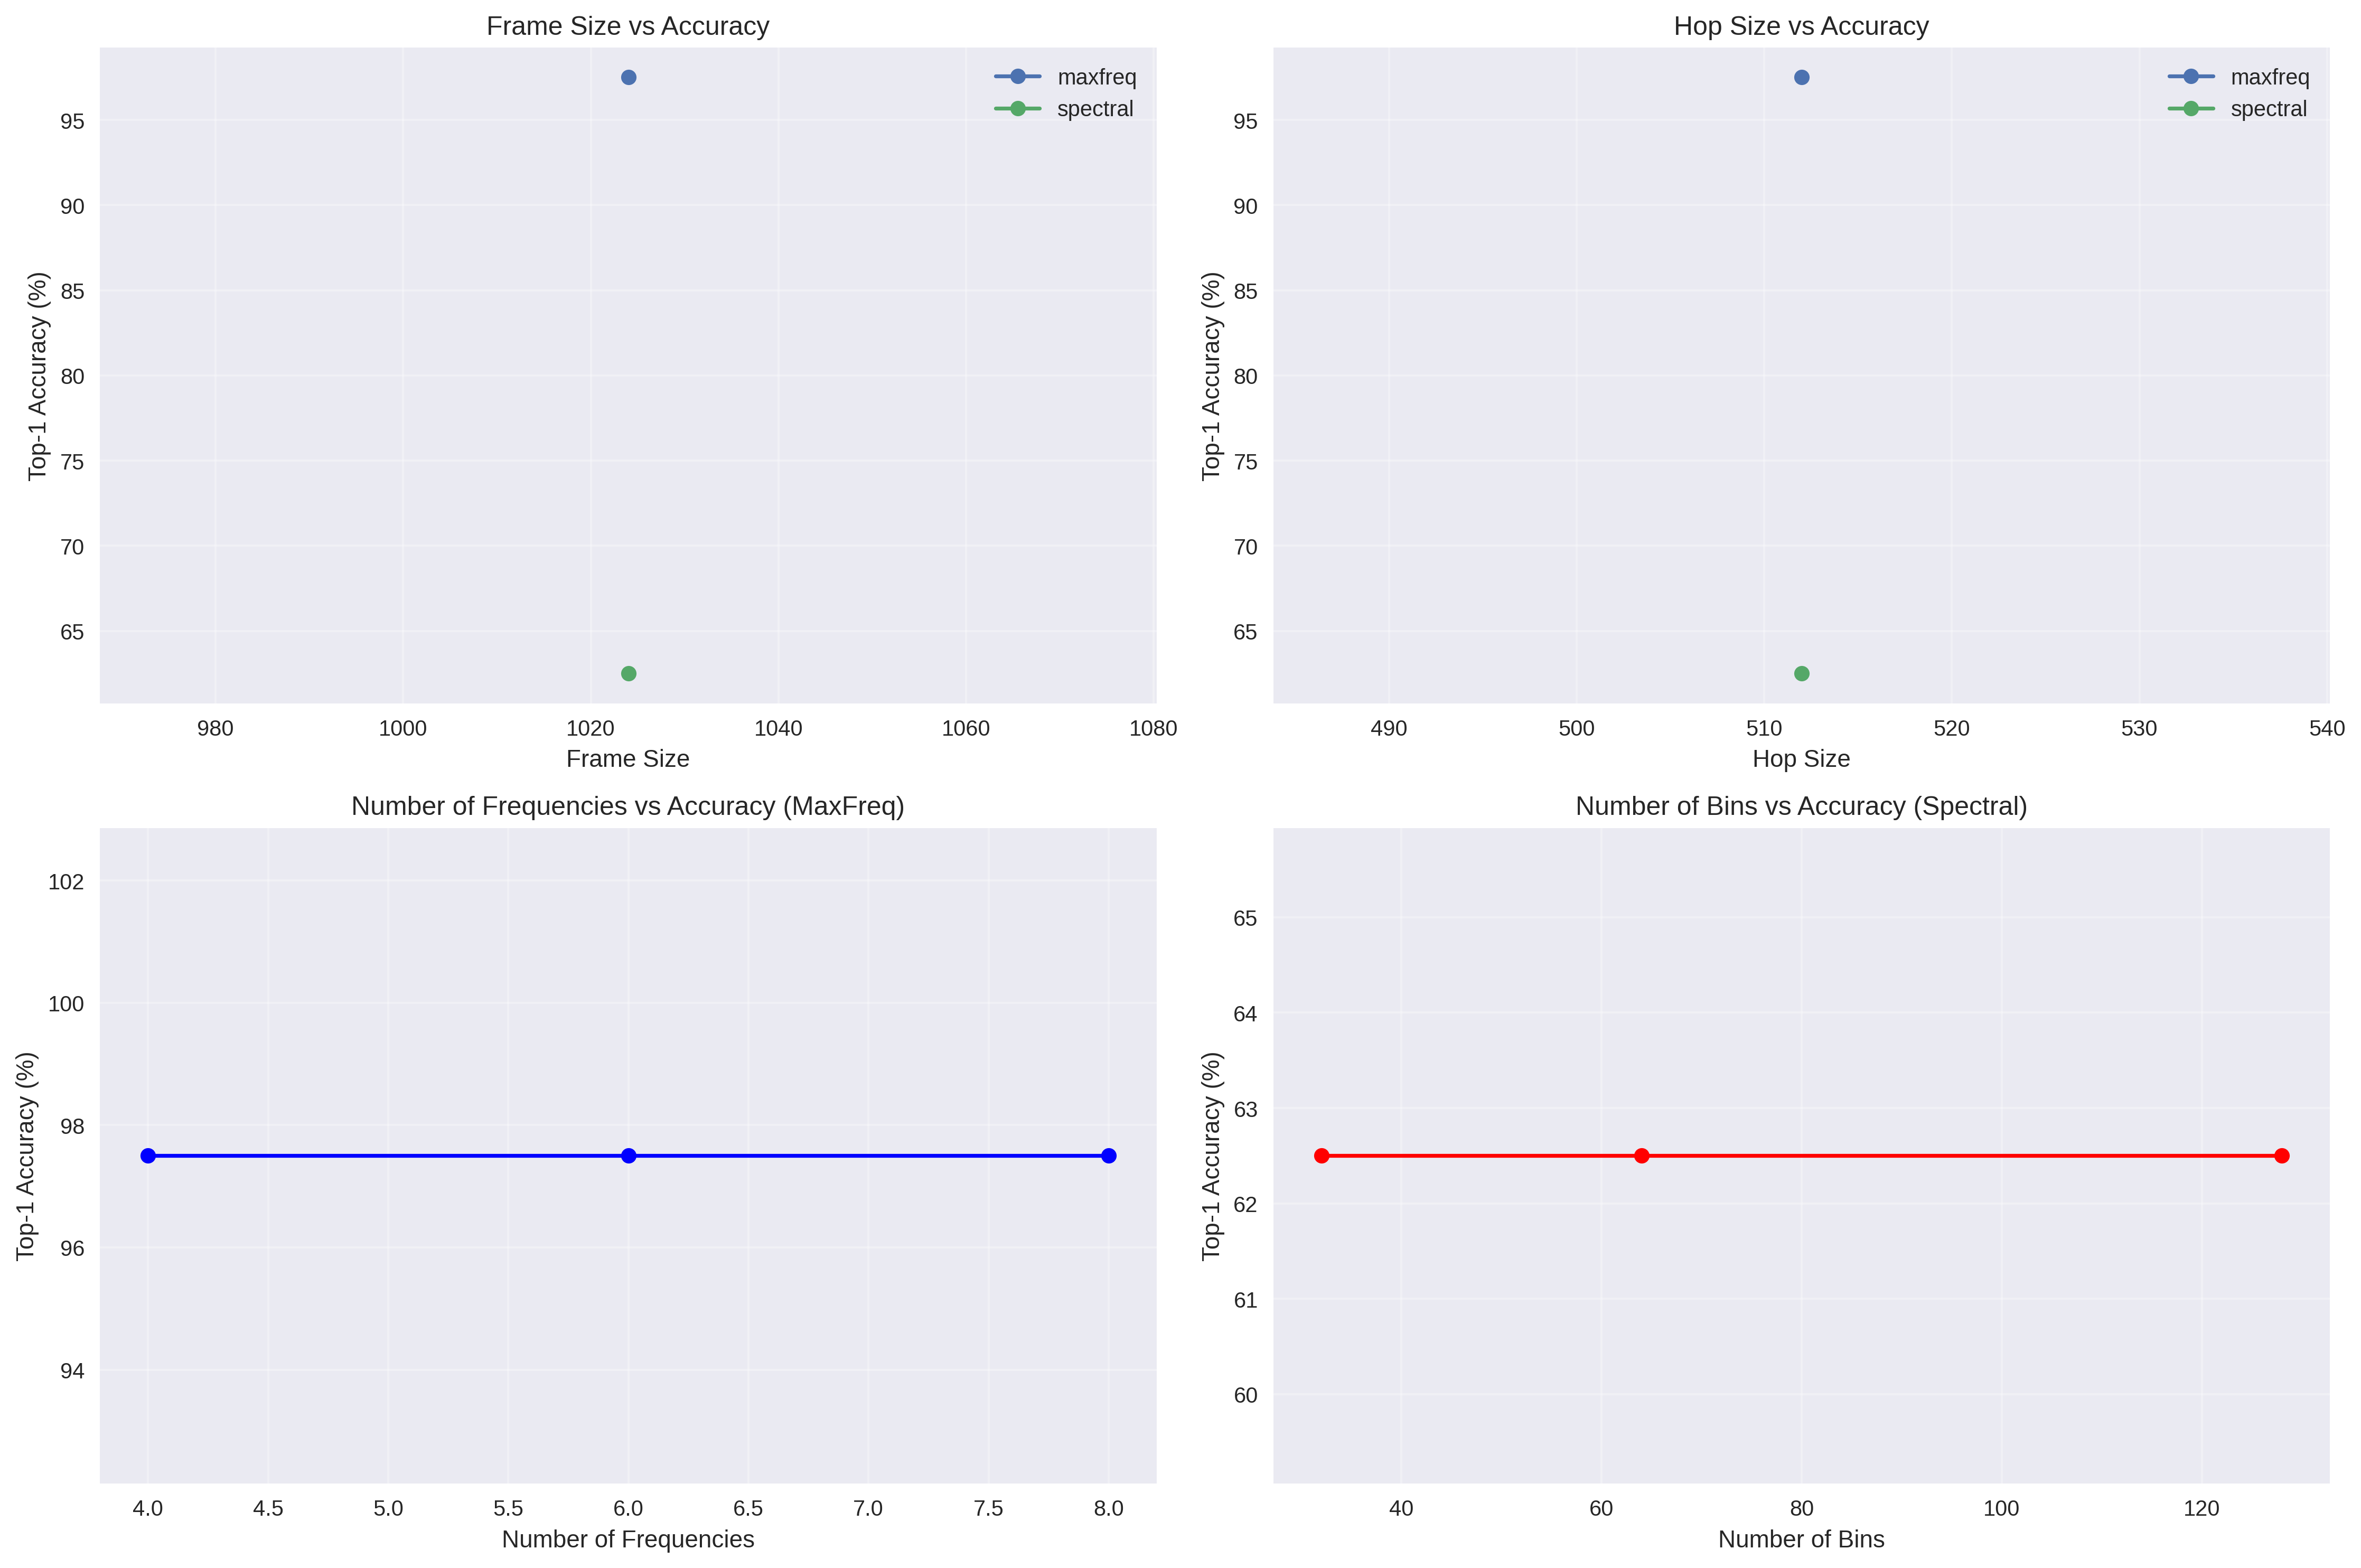 Frame Size vs Accuracy
maxfreq
spectral
95
90
85
80
75
70
65
Top-1 Accuracy (%)
980 1000 1020 1040 1060 1080
Frame Size
Hop Size vs Accuracy
maxfreq
spectral
95
90
85
80
75
70
65
Top-1 Accuracy (%)
490 500 510 520 530 540
Hop Size
Number of Frequencies vs Accuracy (MaxFreq)
102
100
98
96
94
Top-1 Accuracy (%)
4.0 4.5 5.0 5.5 6.0 6.5 7.0 7.5 8.0
Number of Frequencies
Number of Bins vs Accuracy (Spectral)
65
64
63
62
61
60
Top-1 Accuracy (%)
40 60 80 100 120
Number of Bins